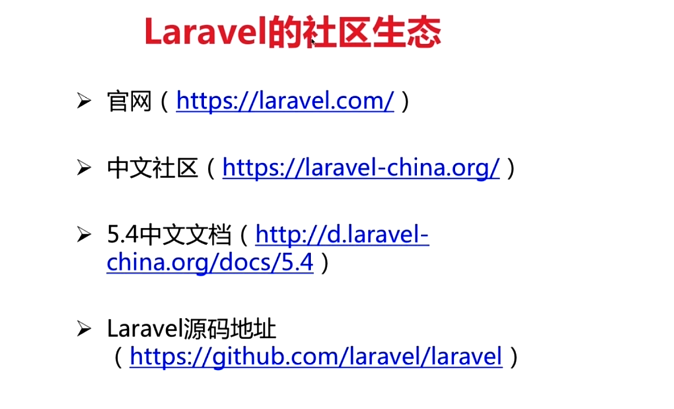 Laravel的社区生态
➢ 官网（https://laravel.com/）
➢ 中文社区（https://laravel-china.org/）
➢ 5.4中文文档（http://d.laravel-
china.org/docs/5.4）
➢ Laravel源码地址
（https://github.com/laravel/laravel）